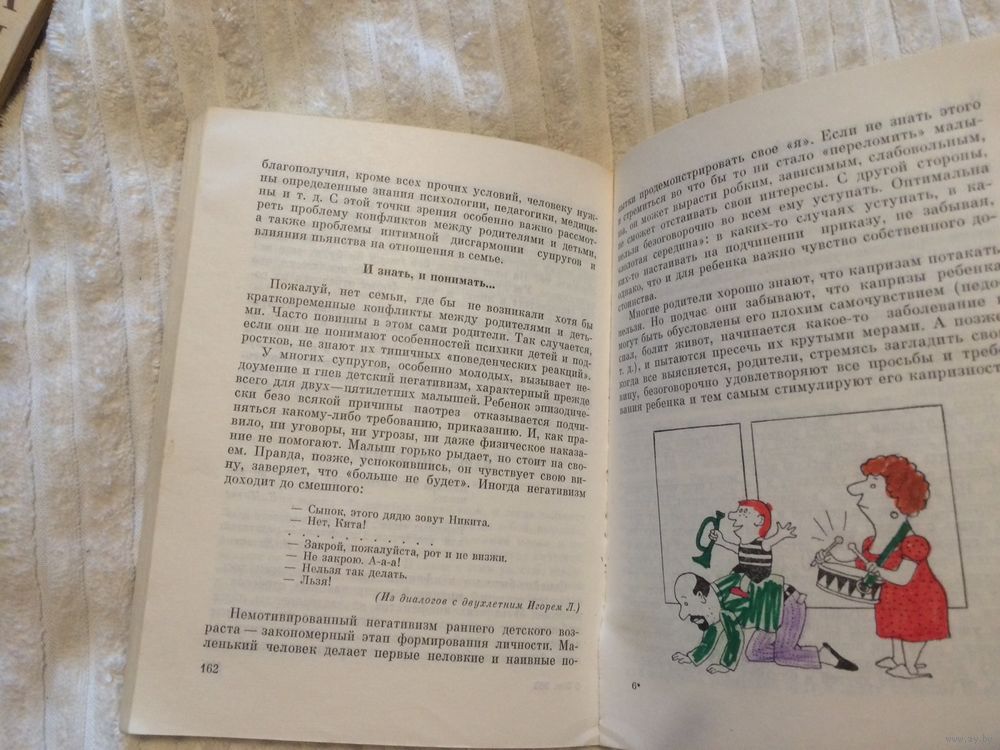 благополучия, кроме всех прочих условий, человеку нуж-
ны определенные знания психологии, педагогики, медици-
ны и т. д. С этой точки зрения особенно важно рассмот-
реть проблему конфликтов между родителями и детьми,
а также проблемы интимной дисгармонии супругов и
влияния пьянства на отношения в семье.
И знать, и понимать...
Пожалуй, нет семьи, где бы не возникали хотя бы
кратковременные конфликты между родителями и деть-
ми. Часто повинны в этом сами родители. Так случается,
если они не понимают особенностей психики детей и под-
ростков, не знают их типичных «поведенческих реакций».
У многих супругов, особенно молодых, вызывает не-
доумение и гнев детский негативизм, характерный прежде
всего для двух—пятилетних малышей. Ребенок эпизодиче-
ски безо всякой причины наотрез отказывается подчи-
няться какому-либо требованию, приказанию. И, как пра-
вило, ни уговоры, ни угрозы, ни даже физическое наказа-
ние не помогают. Малыш горько рыдает, но стоит на сво-
ем. Правда, позже, успокоившись, он чувствует свою ви-
ну, заверяет, что «больше не будет». Иногда негативизм
доходит до смешного:
— Сынок, этого дядю зовут Никита.
— Нет, Кита!
. . . . . . . . . . . .
— Закрой, пожалуйста, рот и не визжи.
— Не закрою. А-а-а!
— Нельзя так делать.
— Льзя!
(Из диалогов с двухлетним Игорем Л.)
Немотивированный негативизм раннего детского воз-
раста — закономерный этап формирования личности. Ма-
ленький человек делает первые неловкие и наивные по-
162
пытки продемонстрировать свое «я». Если не знать этого
и стремиться во что бы то ни стало «переломить» малы-
ша, он может вырасти робким, зависимым, слабовольным,
не сможет отстаивать свои интересы. С другой стороны,
нельзя безоговорочно во всем ему уступать. Оптимальна
«золотая середина»: в каких-то случаях уступать, в ка-
ких-то настаивать на подчинении приказу, не забывая,
однако, что и для ребенка важно чувство собственного до-
стоинства.
Многие родители хорошо знают, что капризам потакать
нельзя. Но подчас они забывают, что капризы ребенка
могут быть обусловлены его плохим самочувствием (недо-
спал, болит живот, начинается какое-то заболевание и
т. д.), и пытаются пресечь их крутыми мерами. А позже,
когда все выясняется, родители, стремясь загладить свою
вину, безоговорочно удовлетворяют все просьбы и требо-
вания ребенка и тем самым стимулируют его капризност
6*
www.ay.by